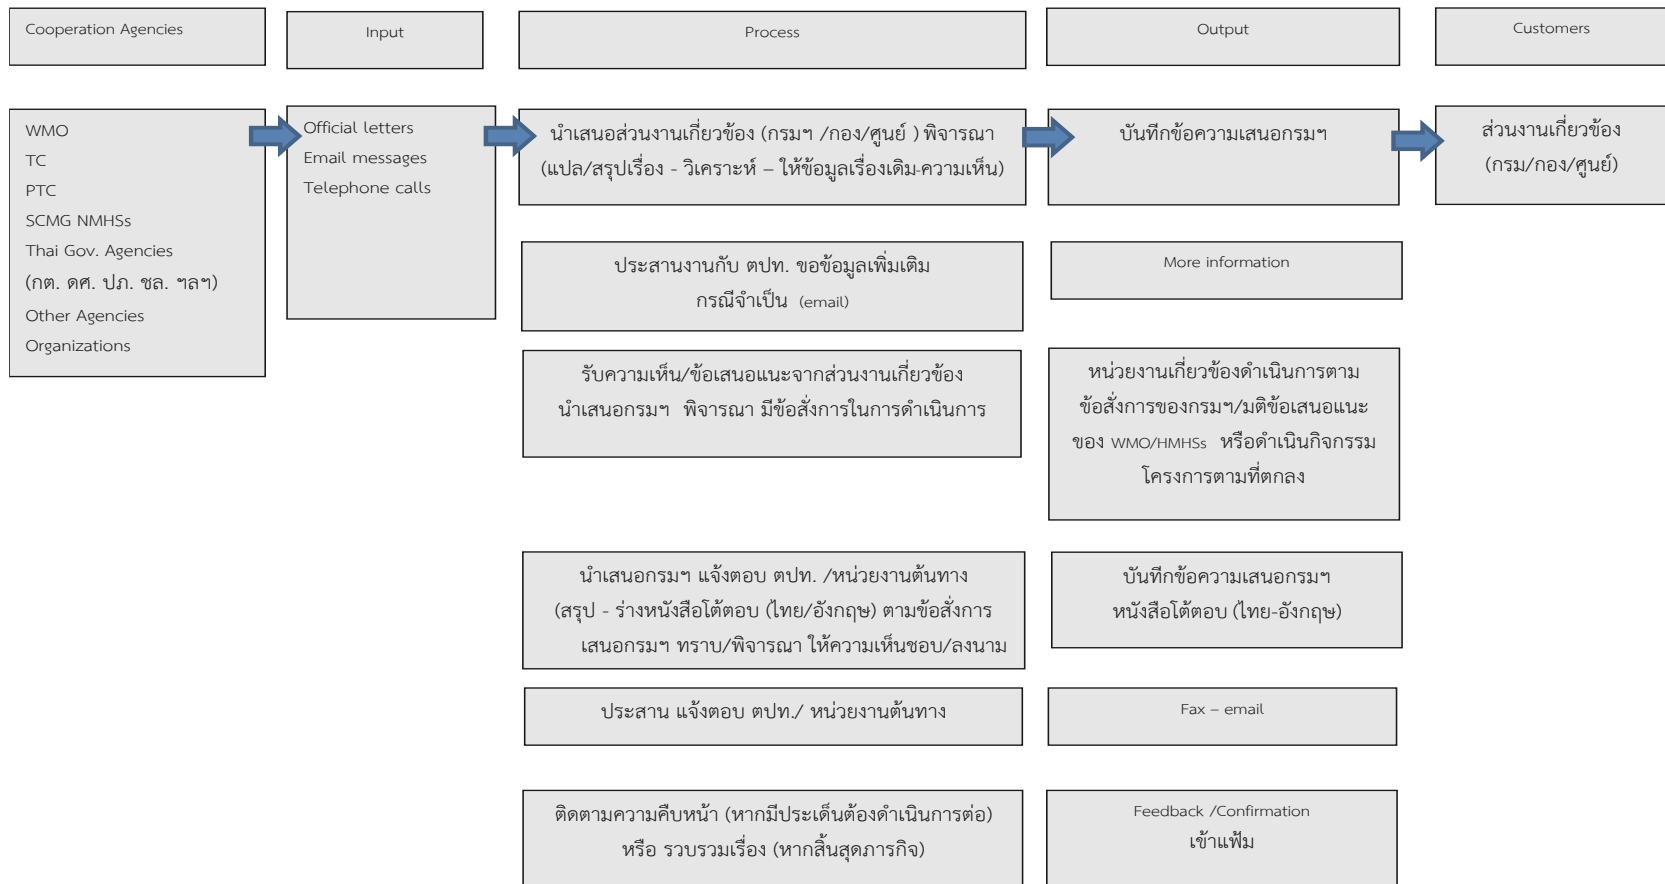 Cooperation Agencies
Input
Process
Output
Customers
WMO
TC
PTC
SCMG NMHSs
Thai Gov. Agencies
(กต. ดศ. ปภ. ชล. ฯลฯ)
Other Agencies
Organizations
Official letters
Email messages
Telephone calls
นำเสนอส่วนงานเกี่ยวข้อง (กรมฯ /กอง/ศูนย์ ) พิจารณา
(แปล/สรุปเรื่อง - วิเคราะห์ – ให้ข้อมูลเรื่องเดิม-ความเห็น)
บันทึกข้อความเสนอกรมฯ
ส่วนงานเกี่ยวข้อง
(กรม/กอง/ศูนย์)
ประสานงานกับ ตปท. ขอข้อมูลเพิ่มเติม
กรณีจำเป็น (email)
More information
รับความเห็น/ข้อเสนอแนะจากส่วนงานเกี่ยวข้อง
นำเสนอกรมฯ พิจารณา มีข้อสั่งการในการดำเนินการ
หน่วยงานเกี่ยวข้องดำเนินการตาม
ข้อสั่งการของกรมฯ/มติข้อเสนอแนะ
ของ WMO/HMHSs หรือดำเนินกิจกรรม
โครงการตามที่ตกลง
นำเสนอกรมฯ แจ้งตอบ ตปท. /หน่วยงานต้นทาง
(สรุป - ร่างหนังสือโต้ตอบ (ไทย/อังกฤษ) ตามข้อสั่งการ
เสนอกรมฯ ทราบ/พิจารณา ให้ความเห็นชอบ/ลงนาม
บันทึกข้อความเสนอกรมฯ
หนังสือโต้ตอบ (ไทย-อังกฤษ)
ประสาน แจ้งตอบ ตปท./ หน่วยงานต้นทาง
Fax – email
ติดตามความคืบหน้า (หากมีประเด็นต้องดำเนินการต่อ)
หรือ รวบรวมเรื่อง (หากสิ้นสุดภารกิจ)
Feedback /Confirmation
เข้าแฟ้ม